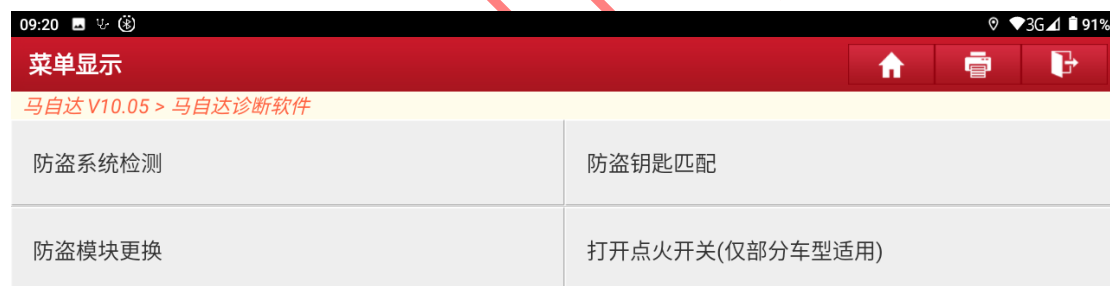 09:20 3G 91%
菜单显示
马自达 V10.05 > 马自达诊断软件
防盗系统检测 防盗钥匙匹配
防盗模块更换 打开点火开关(仅部分车型适用)